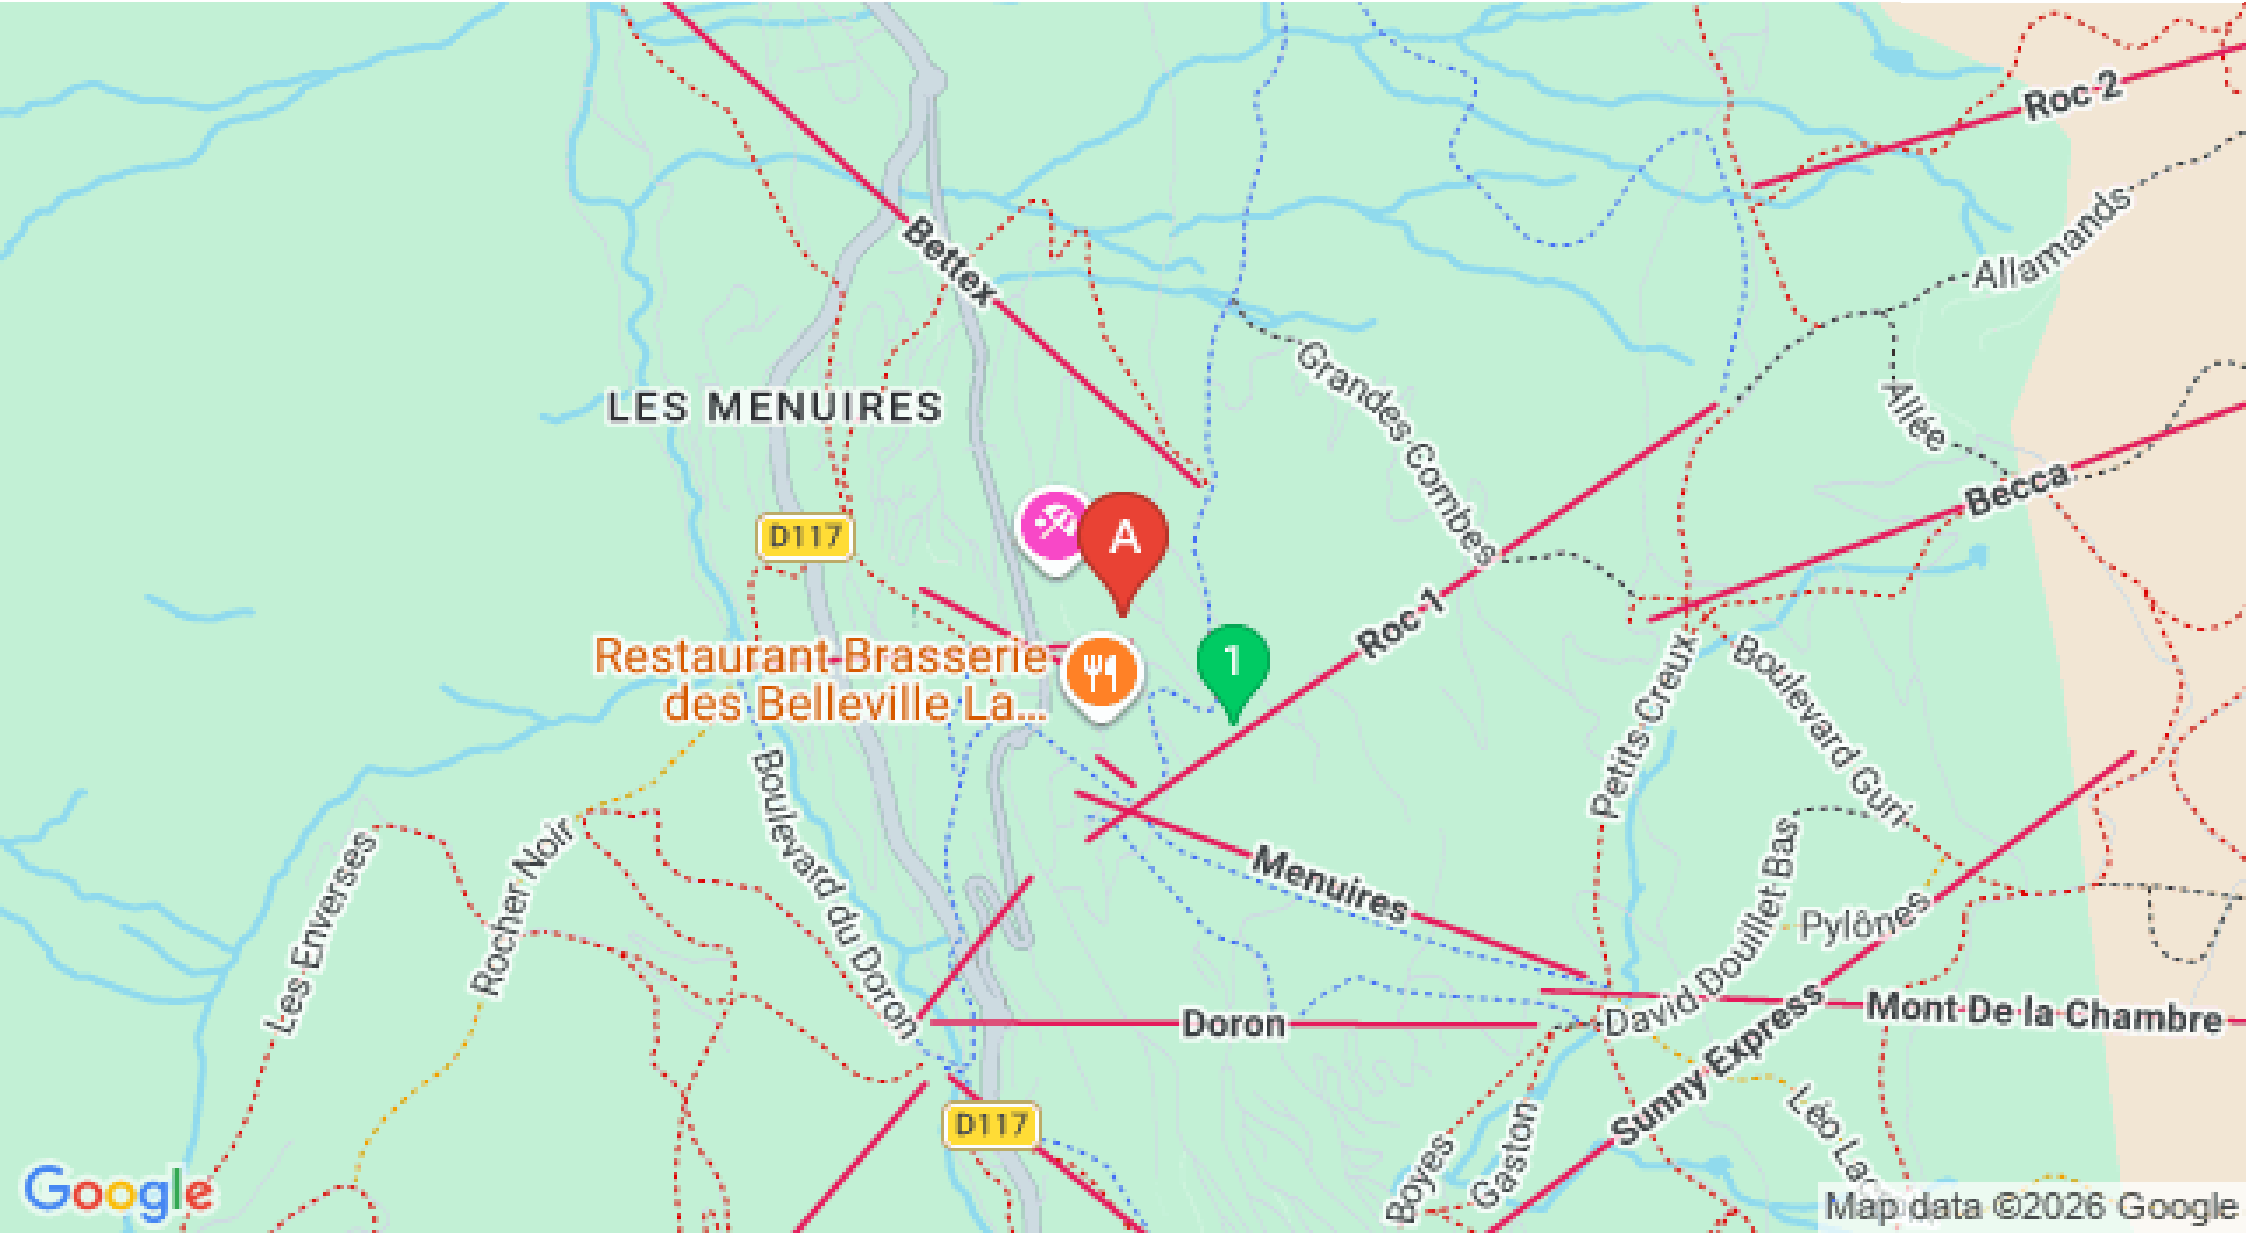 Roc 2
Bettex
Allamands
Grandes Combes
LES MENUIRES
Allée
Becca
A
D117
Roc 1
1
Restaurant Brasserie
des Belleville La...
Petits Creux
Boulevard Guri
Boulevard du Doron
Les Enverses
Rocher Noir
Menuires
David Douillet Bas
Pylônes
Doron
Mont De la Chambre
Sunny Express
D117
Boyes
Gaston
Léo Lac
Google
Map data ©2026 Google